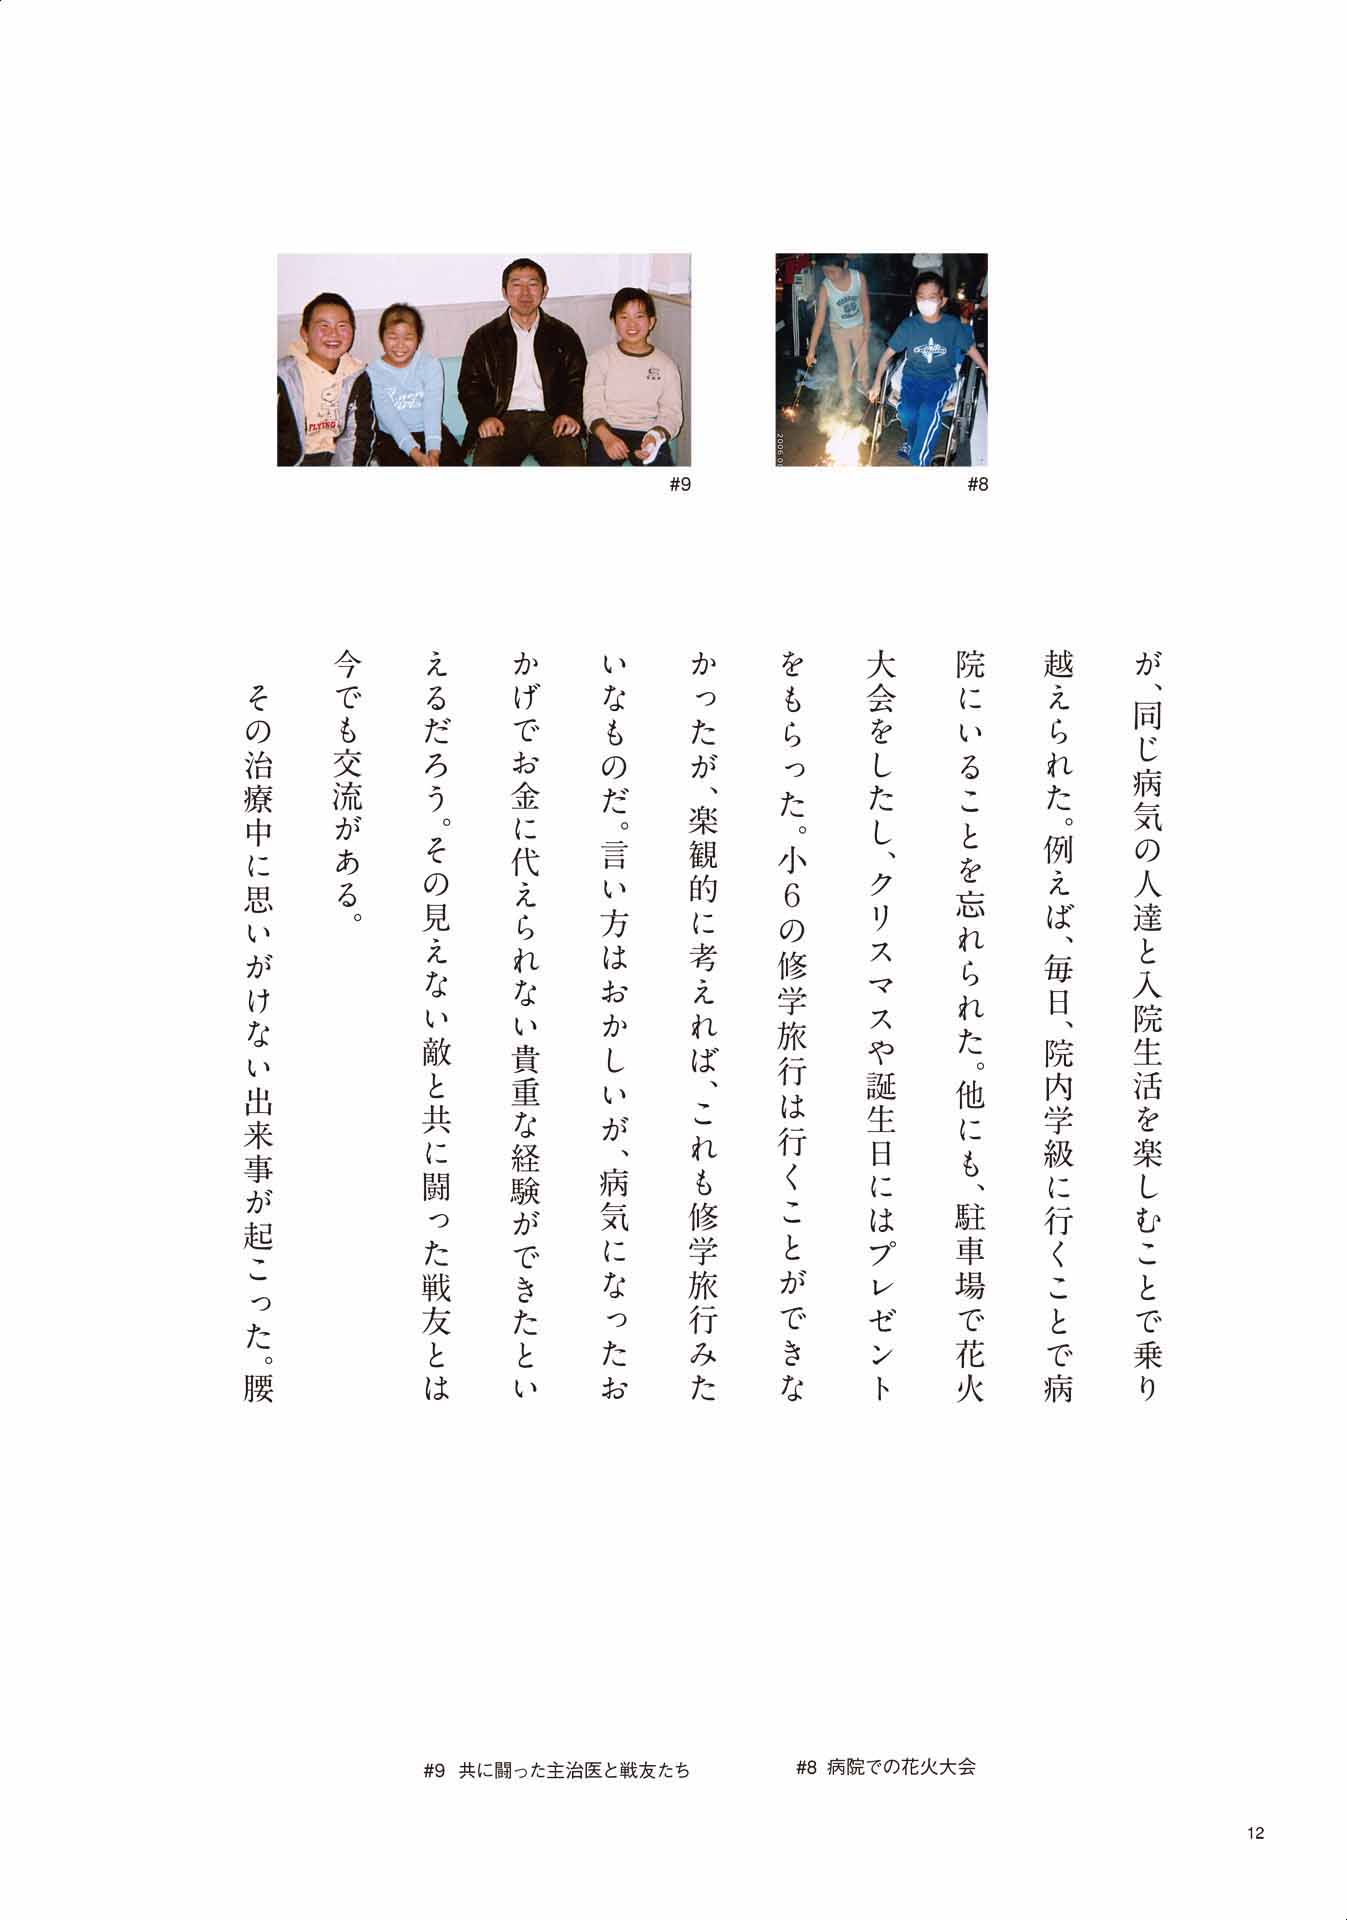 #9
#8
が、同じ病気の人達と入院生活を楽しむことで乗り
越えられた。例えば、毎日、院内学級に行くことで病
院にいることを忘れられた。他にも、駐車場で花火
大会をしたし、クリスマスや誕生日にはプレゼント
をもらった。小6の修学旅行は行くことができな
かったが、楽観的に考えれば、これも修学旅行みた
いなものだ。言い方はおかしいが、病気になったお
かげでお金に代えられない貴重な経験ができたとい
えるだろう。その見えない敵と共に闘った戦友とは
今でも交流がある。
その治療中に思いがけない出来事が起こった。腰
#9 共に闘った主治医と戦友たち
#8 病院での花火大会
12
FLYING